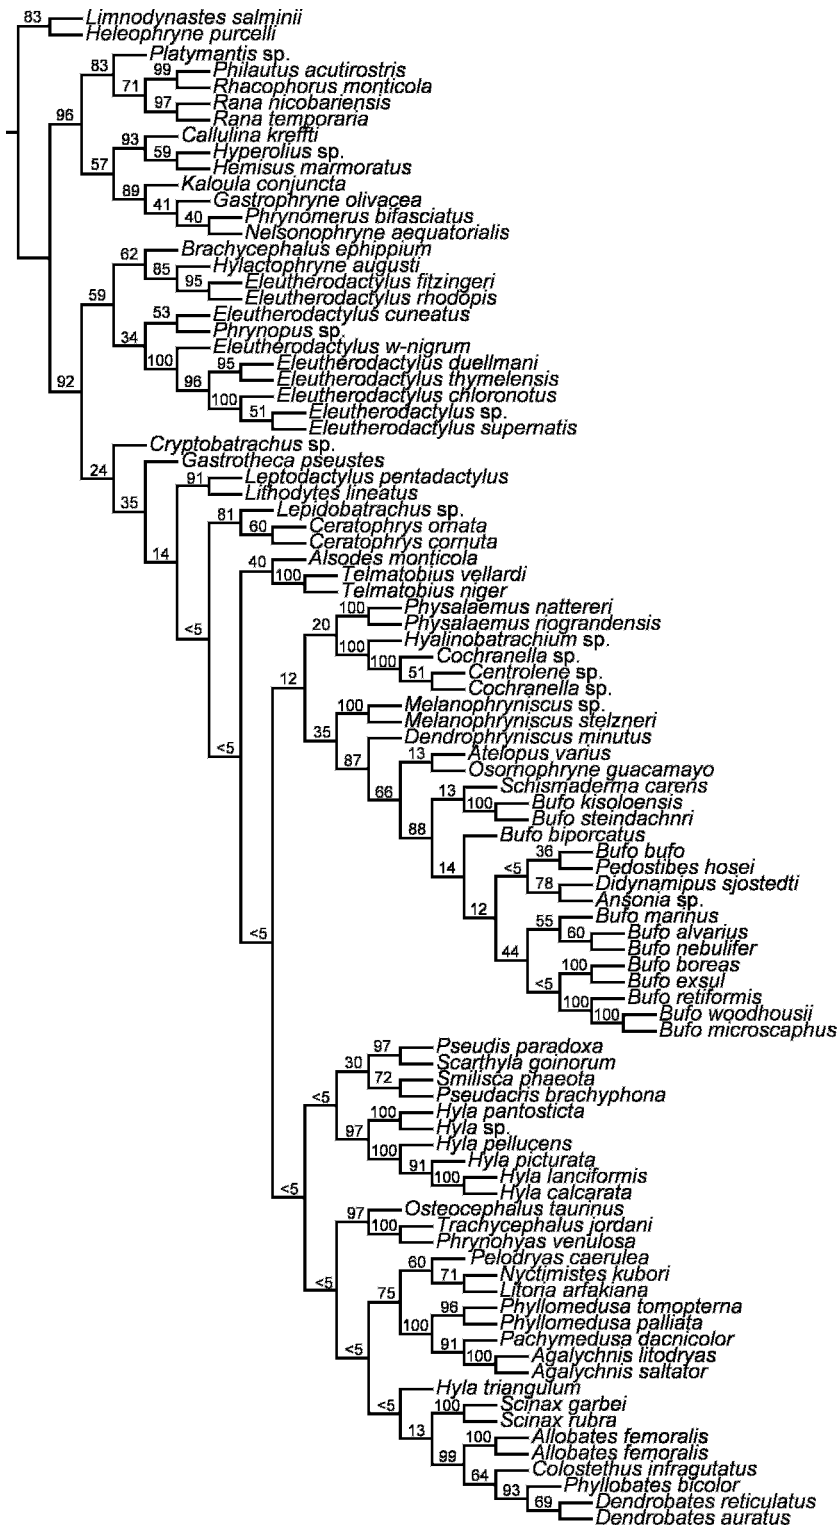 83 Limnodynastes salminii
Heleophryne purcelli
Platymantis sp.
83
99 Philautus acutirostris
71 Rhacophorus monticola
97 Rana nicobariensis
96 Rana temporaria
93 Callulina kreffti
59 Hyperolius sp.
57 Hemisus marmoratus
89 Kaloula conjuncta
41 Gastrophryne olivacea
40 Phrynomerus bifasciatus
Nelsonophryne aequatorialis
62 Brachycephalus ephippium
85 Hylactophryne augusti
95 Eleutherodactylus fitzingeri
59 Eleutherodactylus rhodopis
53 Eleutherodactylus cuneatus
34 Phrynopus sp.
100 Eleutherodactylus w-nigrum
95 Eleutherodactylus duellmani
92 96 Eleutherodactylus thymelensis
100 Eleutherodactylus chloronotus
51 Eleutherodactylus sp.
Eleutherodactylus supernatis
Cryptobatrachus sp.
24 Gastrotheca pseustes
91 Leptodactylus pentadactylus
35 Lithodytes lineatus
81 Lepidobatrachus sp.
60 Ceratophrys ornata
Ceratophrys cornuta
14 40 Alsodes monticola
100 Telmatobius vellardi
Telmatobius niger
100 Physalaemus nattereri
<5 20 Physalaemus riograndensis
100 Hyalinobatrachium sp.
100 Cochranella sp.
51 Centrolene sp.
12 Cochranella sp.
100 Melanophryniscus sp.
35 Melanophryniscus stelzneri
Dendrophryniscus minutus
<5 87 13 Atelopus varius
Osornophryne guacamayo
66 13 Schismaderma carens
100 Bufo kisoloensis
Bufo steindachnri
88 Bufo biporcatus
36 Bufo bufo
14 <5 Pedostibes hosei
78 Didynamipus sjostedti
Ansonia sp.
12 55 Bufo marinus
<5 60 Bufo alvarius
44 Bufo nebulifer
100 Bufo boreas
<5 Bufo exsul
100 Bufo retiformis
100 Bufo woodhousii
Bufo microscaphus
97 Pseudis paradoxa
30 Scarthyla goinorum
72 Smilisca phaeota
Pseudacris brachyphona
<5 100 Hyla pantosticta
97 Hyla sp.
100 Hyla pellucens
91 Hyla picturata
100 Hyla lanciformis
<5 Hyla calcarata
97 Osteocephalus taurinus
100 Trachycephalus jordani
Phrynohyas venulosa
60 Pelodryas caerulea
<5 71 Nyctimistes kubori
75 Litoria arfakiana
96 Phyllomedusa tomopterna
100 Phyllomedusa palliata
91 Pachymedusa dacnicolor
<5 100 Agalychnis litodryas
Agalychnis saltator
Hyla triangulum
<5 100 Scinax garbei
Scinax rubra
13 100 Allobates femoralis
99 Allobates femoralis
64 Colostethus infragutatus
93 Phyllobates bicolor
69 Dendrobates reticulatus
Dendrobates auratus